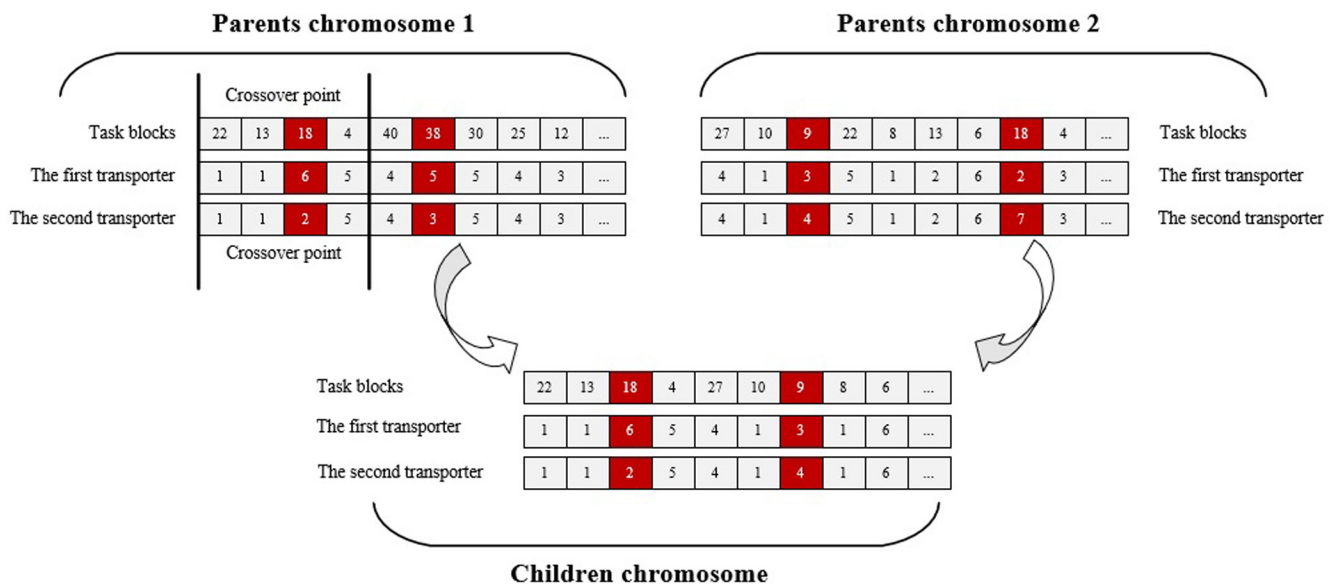 Parents chromosome 1
Parents chromosome 2
Crossover point
Task blocks 22 13 18 4 40 38 30 25 12 ...
The first transporter 1 1 6 5 4 5 5 4 3 ...
The second transporter 1 1 2 5 4 3 5 4 3 ...
Crossover point
27 10 9 22 8 13 6 18 4 ... Task blocks
4 1 3 5 1 2 6 2 3 ... The first transporter
4 1 4 5 1 2 6 7 3 ... The second transporter
Task blocks 22 13 18 4 27 10 9 8 6 ...
The first transporter 1 1 6 5 4 1 3 1 6 ...
The second transporter 1 1 2 5 4 1 4 1 6 ...
Children chromosome